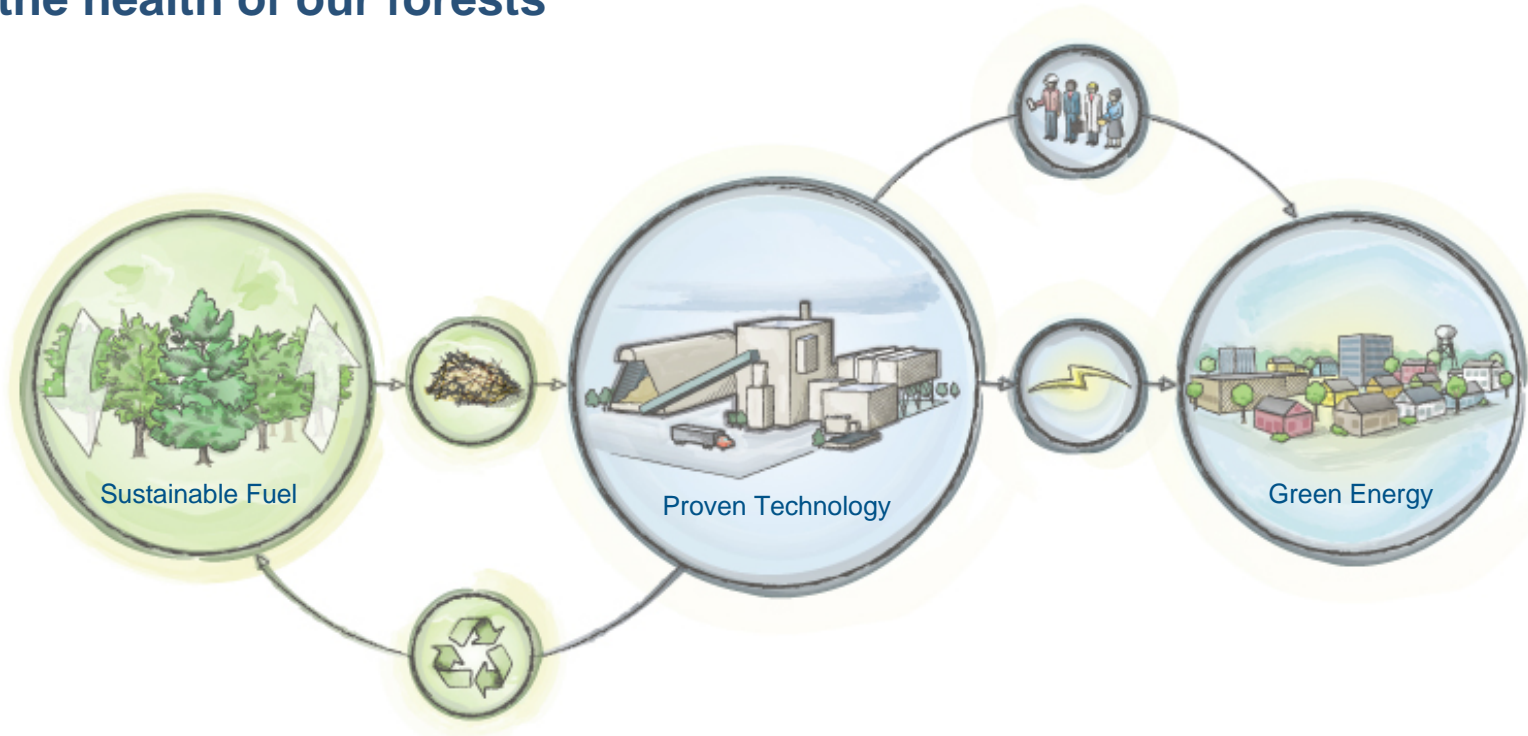 the health of our forests
Sustainable Fuel
Proven Technology
Green Energy